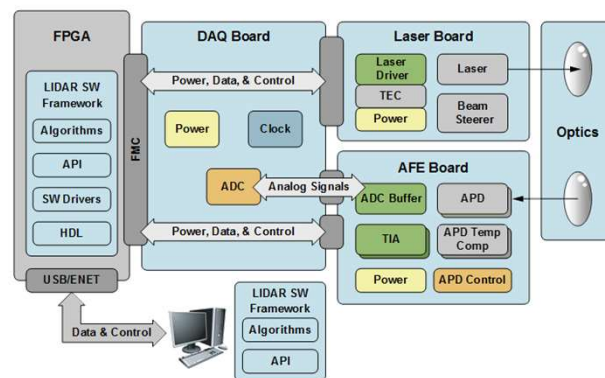 FPGA
LIDAR SW
Framework
Algorithms
API
SW Drivers
HDL
USB/ENET
FMC
DAQ Board
Power, Data, & Control
Power
Clock
ADC
Analog Signals
Power, Data, & Control
Laser Board
Laser
Driver
TEC
Power
Laser
Beam
Steerer
AFE Board
ADC Buffer
APD
TIA
APD Temp
Comp
Power
APD Control
Optics
Data & Control
LIDAR SW
Framework
Algorithms
API